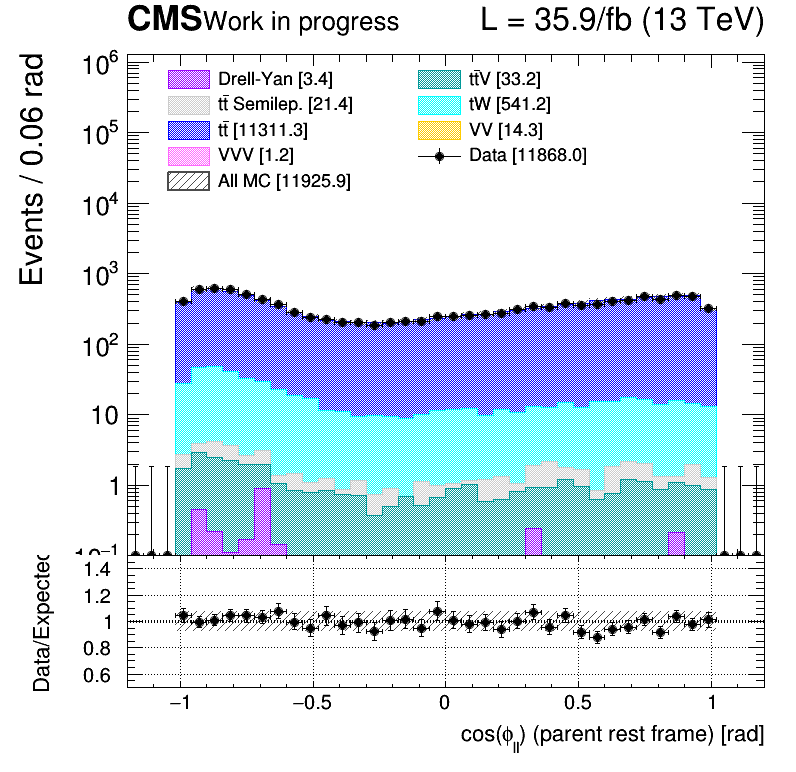 CMS Work in progress L = 35.9/fb (13 TeV)
Events / 0.06 rad
10⁶
10⁵
10⁴
10³
10²
10
1
10⁻¹
Drell-Yan [3.4]
tt̄ Semilep. [21.4]
tt̄ [11311.3]
VVV [1.2]
All MC [11925.9]
tt̄V [33.2]
tW [541.2]
VV [14.3]
Data [11868.0]
Data/Expected
1.4
1.2
1
0.8
0.6
−1 −0.5 0 0.5 1
cos(ϕ_ll) (parent rest frame) [rad]